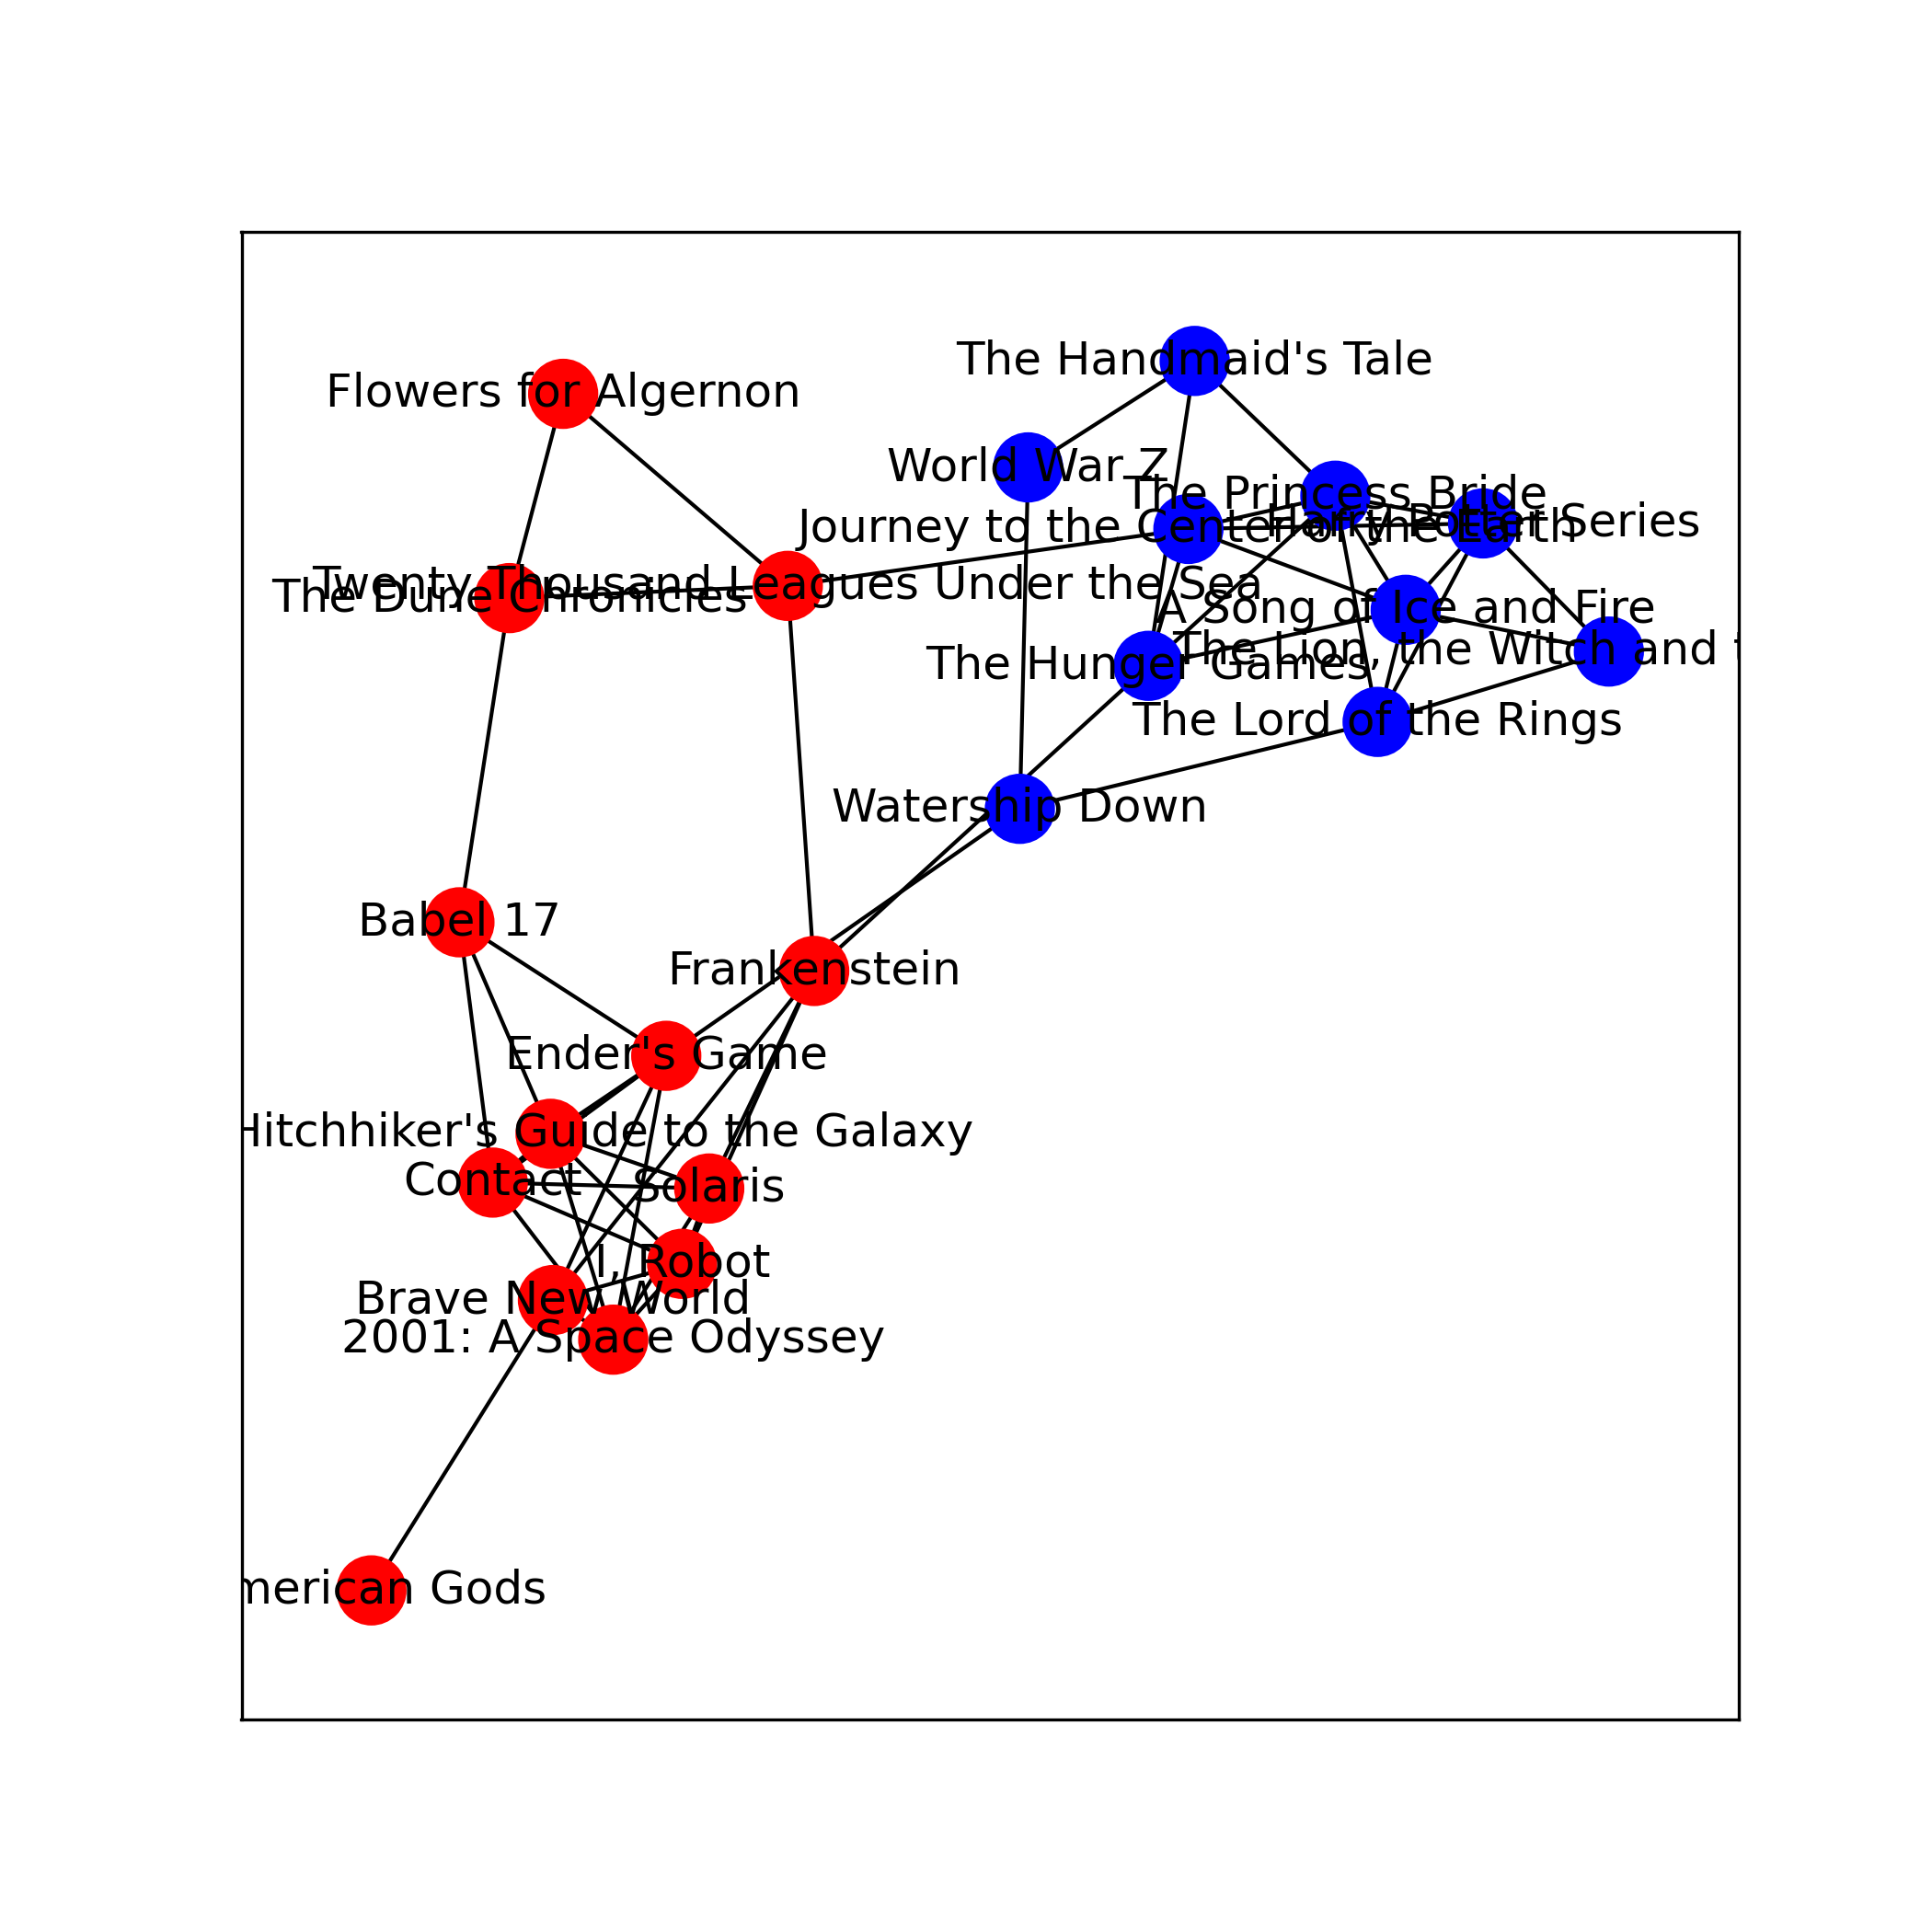 The Handmaid's Tale
Flowers for Algernon
World War Z
The Princess Bride
Harry Potter Series
Journey to the Center of the Earth
Twenty Thousand Leagues Under the Sea
The Dune Chronicles
A Song of Ice and Fire
The Lion, the Witch and
The Hunger Games
The Lord of the Rings
Watership Down
Babel 17
Frankenstein
Ender's Game
Hitchhiker's Guide to the Galaxy
Contact
Solaris
I, Robot
Brave New World
2001: A Space Odyssey
merican Gods